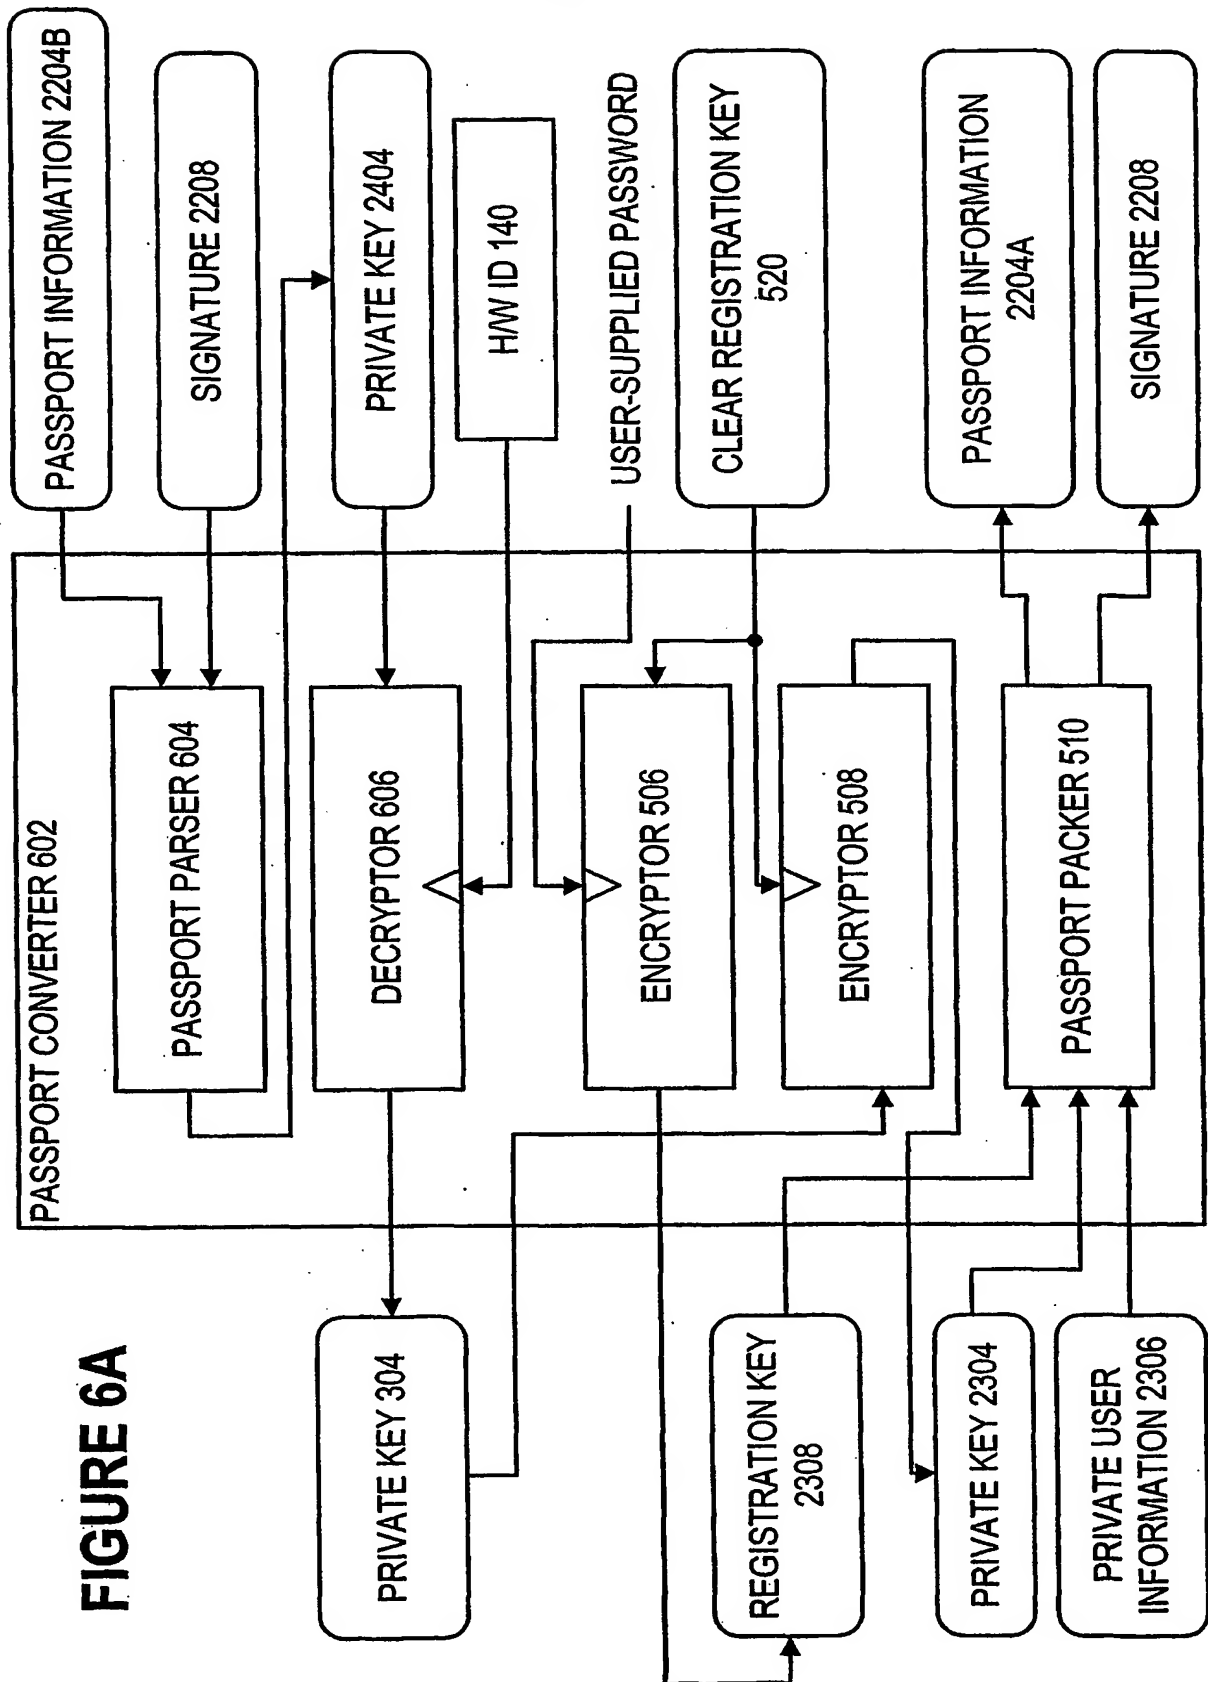 FIGURE 6A
PASSPORT CONVERTER 602
PASSPORT INFORMATION 2204B
SIGNATURE 2208
PRIVATE KEY 2404
H/W ID 140
USER-SUPPLIED PASSWORD
CLEAR REGISTRATION KEY
520
PASSPORT INFORMATION
2204A
SIGNATURE 2208
PASSPORT PARSER 604
DECRYPTOR 606
ENCRYPTOR 506
ENCRYPTOR 508
PASSPORT PACKER 510
PRIVATE KEY 304
REGISTRATION KEY
2308
PRIVATE KEY 2304
PRIVATE USER
INFORMATION 2306